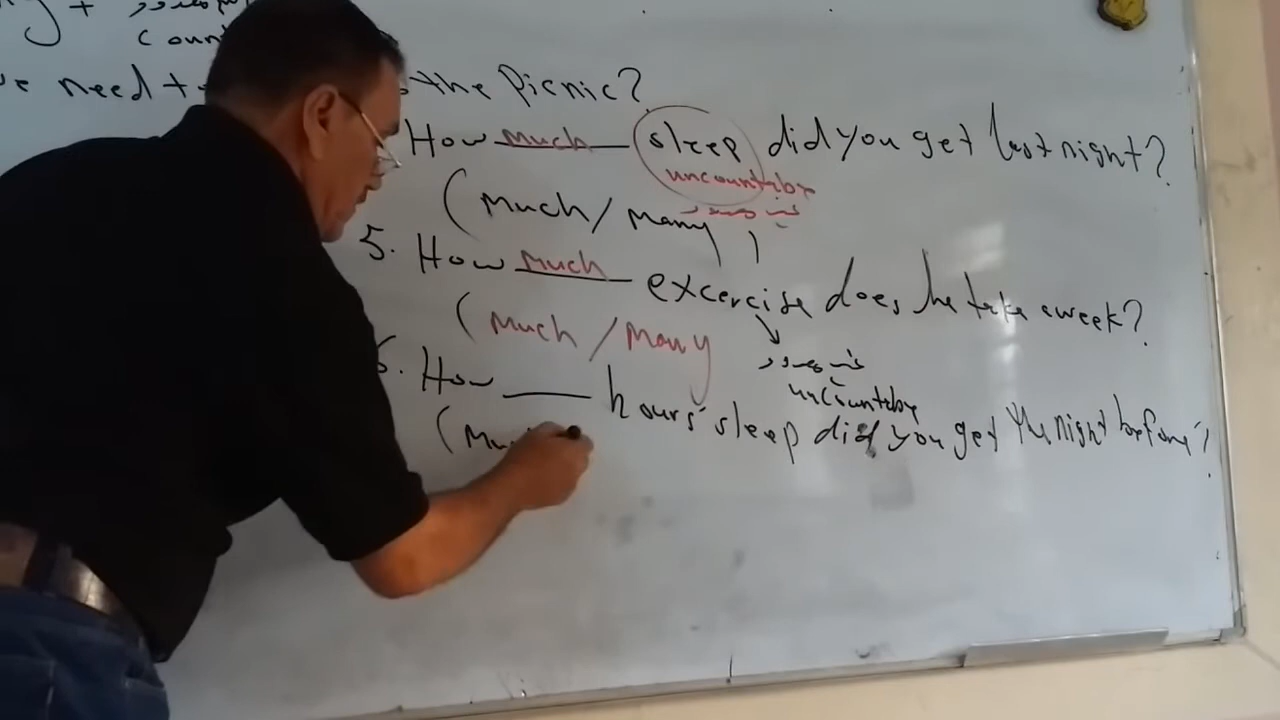 +
coun
need the picnic?
How much sleep did you get last night?
uncountable
(Much / Many)
5. How much excercise does he take a week?
(Much / Many
uncountable
6. How ___ hours' sleep did you get the night before?
(Mu